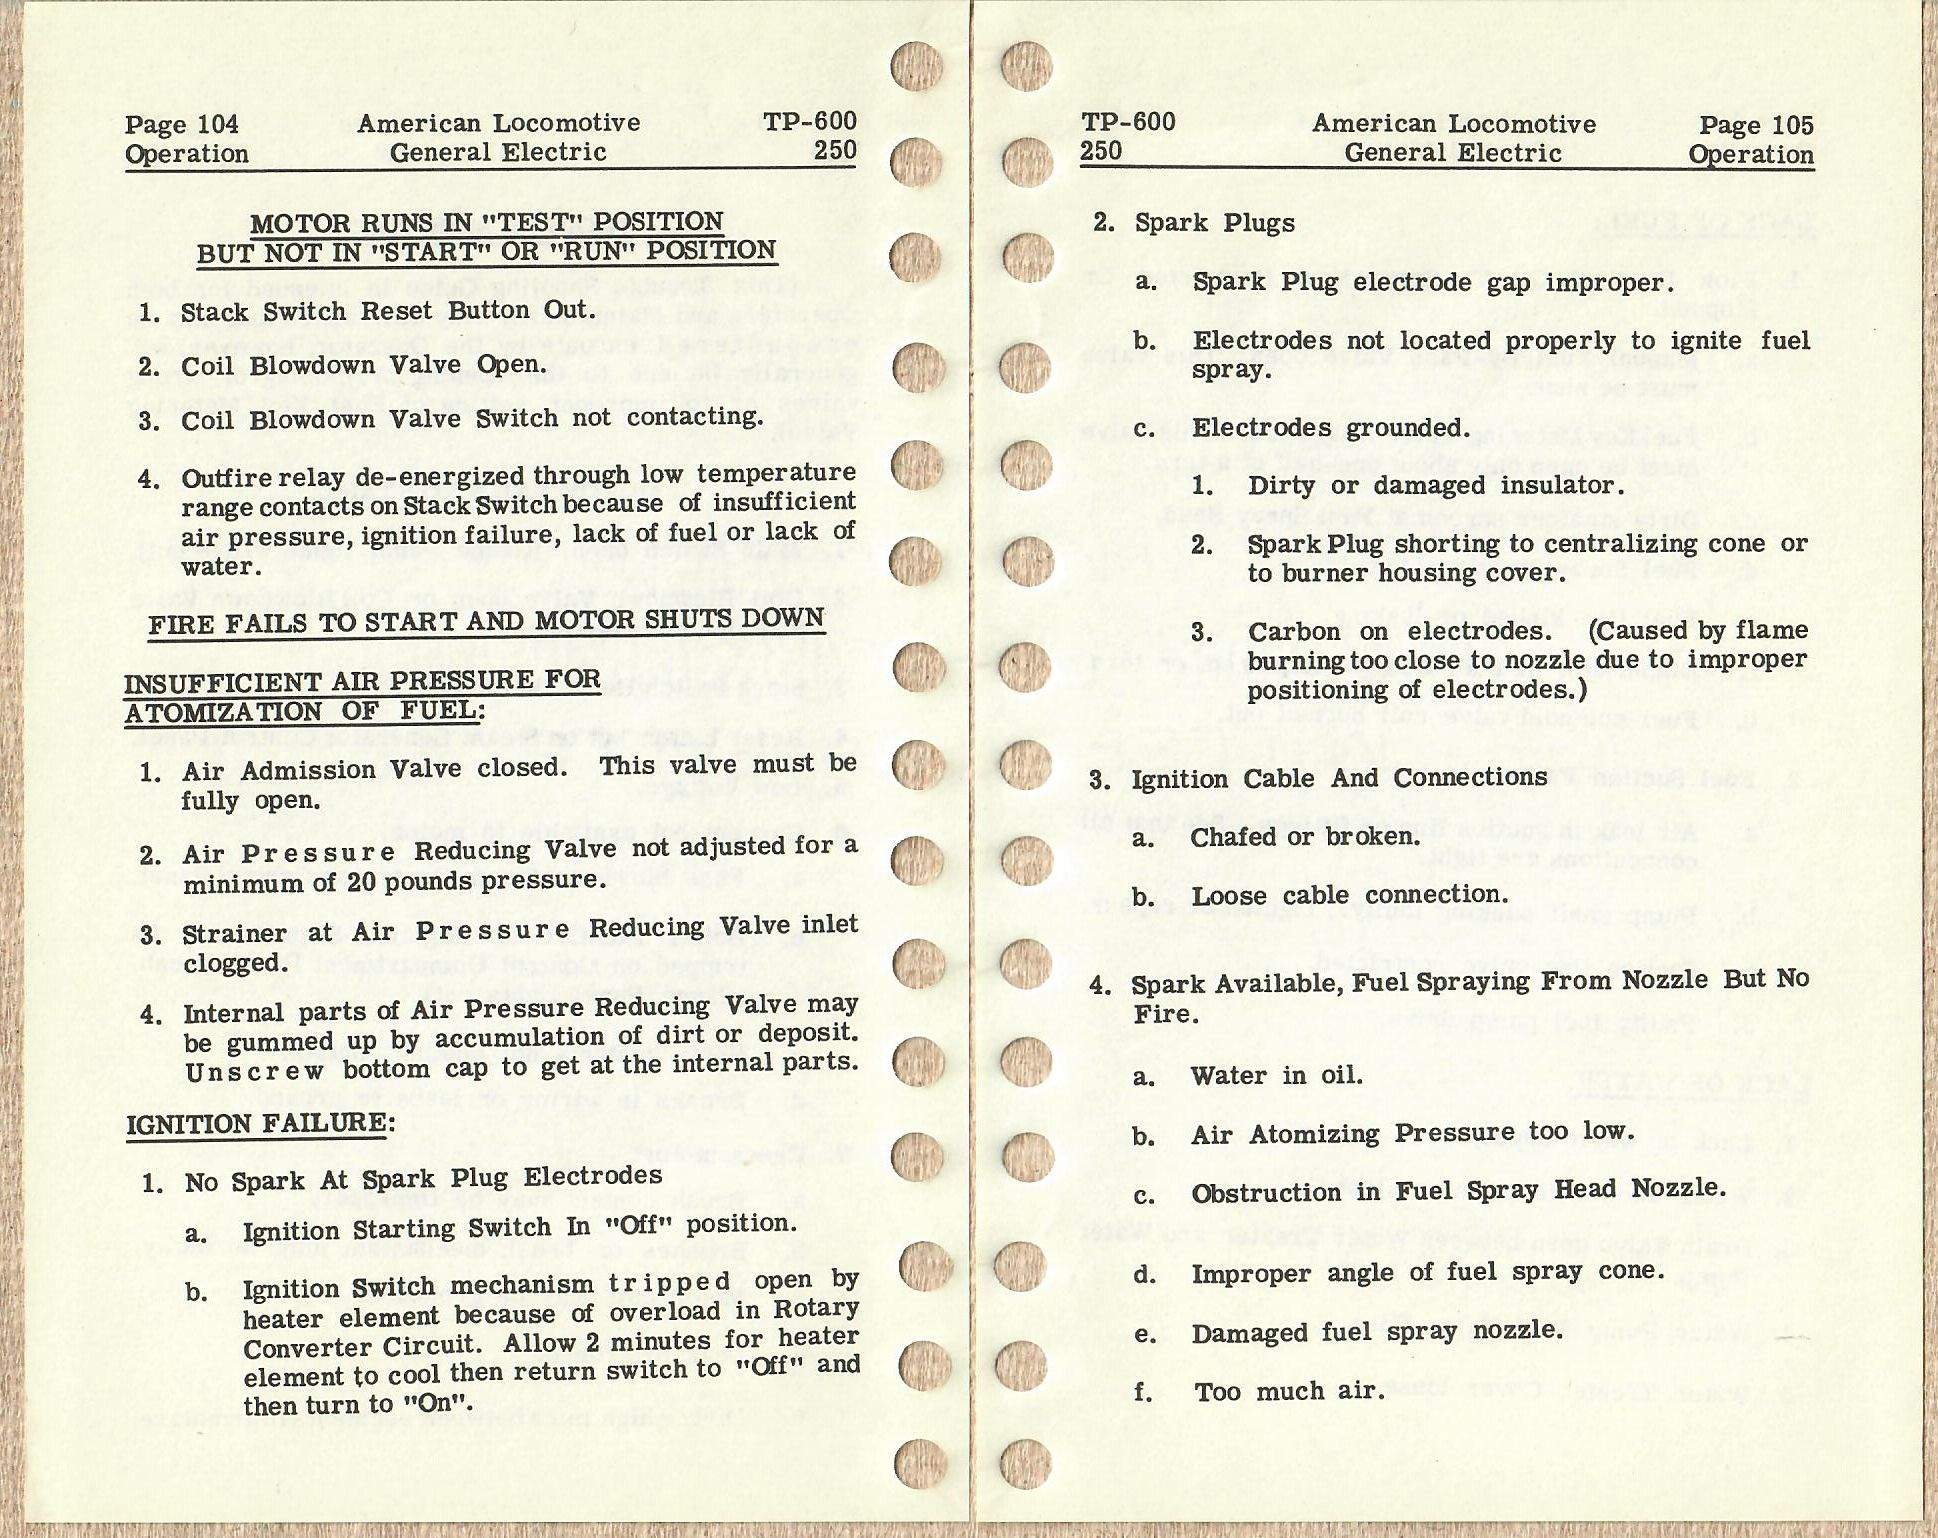 Page 104 American Locomotive TP-600
Operation General Electric 250
MOTOR RUNS IN "TEST" POSITION
BUT NOT IN "START" OR "RUN" POSITION
1. Stack Switch Reset Button Out.
2. Coil Blowdown Valve Open.
3. Coil Blowdown Valve Switch not contacting.
4. Outfire relay de-energized through low temperature
range contacts on Stack Switch because of insufficient
air pressure, ignition failure, lack of fuel or lack of
water.
FIRE FAILS TO START AND MOTOR SHUTS DOWN
INSUFFICIENT AIR PRESSURE FOR
ATOMIZATION OF FUEL:
1. Air Admission Valve closed. This valve must be
fully open.
2. Air Pressure Reducing Valve not adjusted for a
minimum of 20 pounds pressure.
3. Strainer at Air Pressure Reducing Valve inlet
clogged.
4. Internal parts of Air Pressure Reducing Valve may
be gummed up by accumulation of dirt or deposit.
Unscrew bottom cap to get at the internal parts.
IGNITION FAILURE:
1. No Spark At Spark Plug Electrodes
a. Ignition Starting Switch In "Off" position.
b. Ignition Switch mechanism tripped open by
heater element because of overload in Rotary
Converter Circuit. Allow 2 minutes for heater
element to cool then return switch to "Off" and
then turn to "On".
TP-600 American Locomotive Page 105
250 General Electric Operation
2. Spark Plugs
a. Spark Plug electrode gap improper.
b. Electrodes not located properly to ignite fuel
spray.
c. Electrodes grounded.
1. Dirty or damaged insulator.
2. Spark Plug shorting to centralizing cone or
to burner housing cover.
3. Carbon on electrodes. (Caused by flame
burning too close to nozzle due to improper
positioning of electrodes.)
3. Ignition Cable And Connections
a. Chafed or broken.
b. Loose cable connection.
4. Spark Available, Fuel Spraying From Nozzle But No
Fire.
a. Water in oil.
b. Air Atomizing Pressure too low.
c. Obstruction in Fuel Spray Head Nozzle.
d. Improper angle of fuel spray cone.
e. Damaged fuel spray nozzle.
f. Too much air.